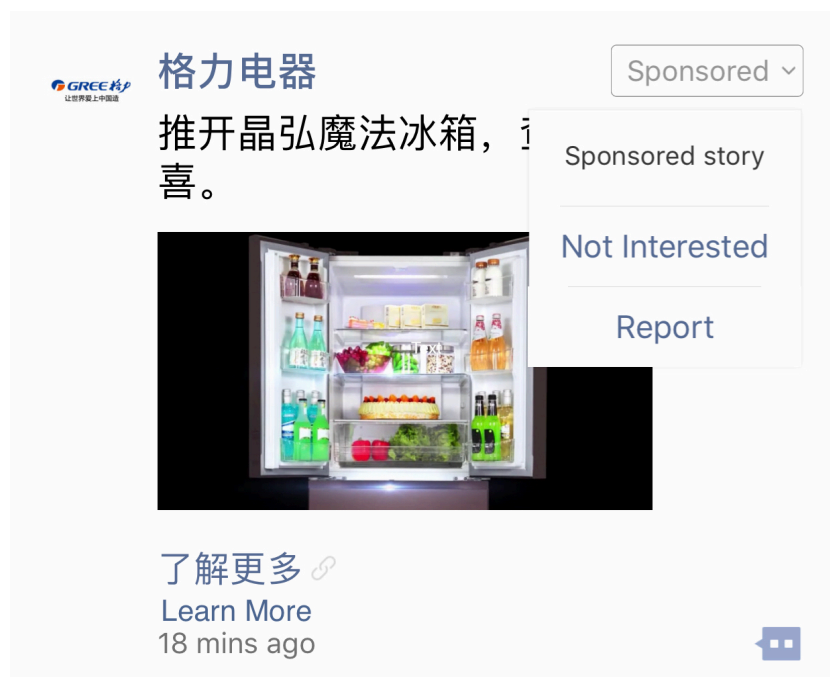 GREE格力
让世界爱上中国造
格力电器
Sponsored
推开晶弘魔法冰箱，
喜。
Sponsored story
Not Interested
Report
了解更多
Learn More
18 mins ago